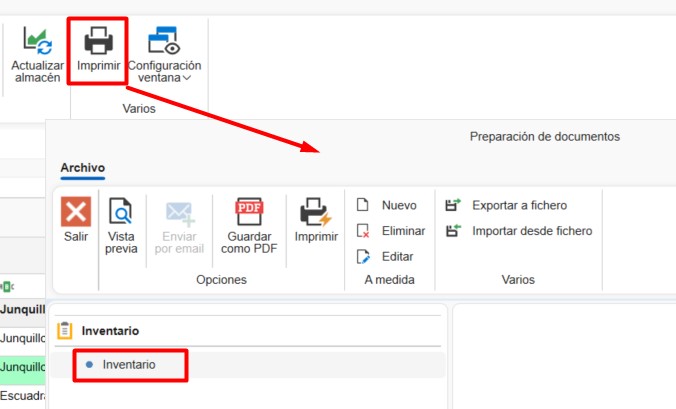 Actualizar
almacén
Imprimir
Configuración
ventana
Varios
Preparación de documentos
Archivo
Salir
Vista
previa
Enviar
por email
PDF
Guardar
como PDF
Imprimir
Nuevo
Eliminar
Editar
Exportar a fichero
Importar desde fichero
Opciones
A medida
Varios
Inventario
Inventario
Junquill
Junquillo
Junquillo
Escuadra